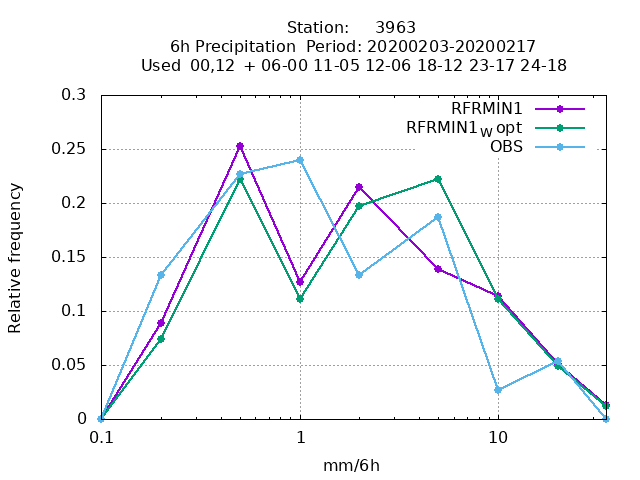 Station: 3963
6h Precipitation Period: 20200203-20200217
Used 00,12 + 06-00 11-05 12-06 18-12 23-17 24-18
RFRMIN1
RFRMIN1W opt
OBS
0.3
0.25
0.2
0.15
0.1
0.05
0
Relative frequency
0.1 1 10
mm/6h